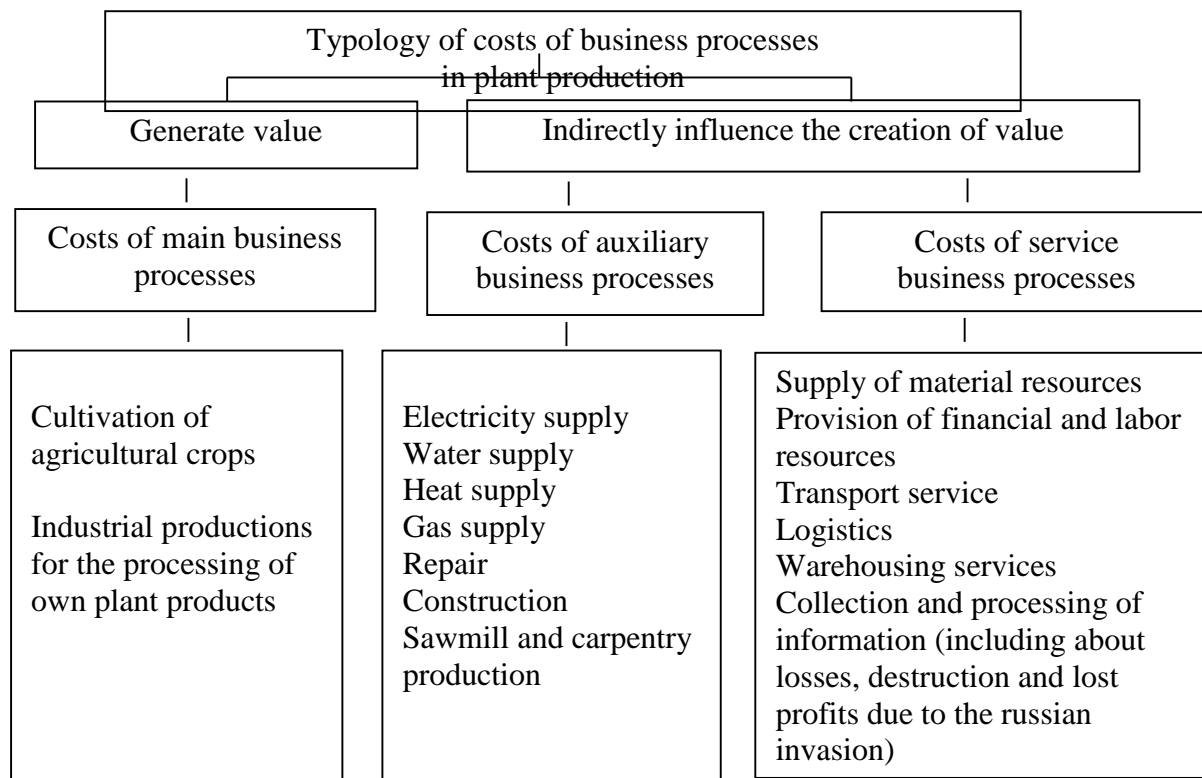 Typology of costs of business processes
in plant production
Generate value
Indirectly influence the creation of value
Costs of main business
processes
Costs of auxiliary
business processes
Costs of service
business processes
Cultivation of
agricultural crops
Industrial productions
for the processing of
own plant products
Electricity supply
Water supply
Heat supply
Gas supply
Repair
Construction
Sawmill and carpentry
production
Supply of material resources
Provision of financial and labor
resources
Transport service
Logistics
Warehousing services
Collection and processing of
information (including about
losses, destruction and lost
profits due to the russian
invasion)